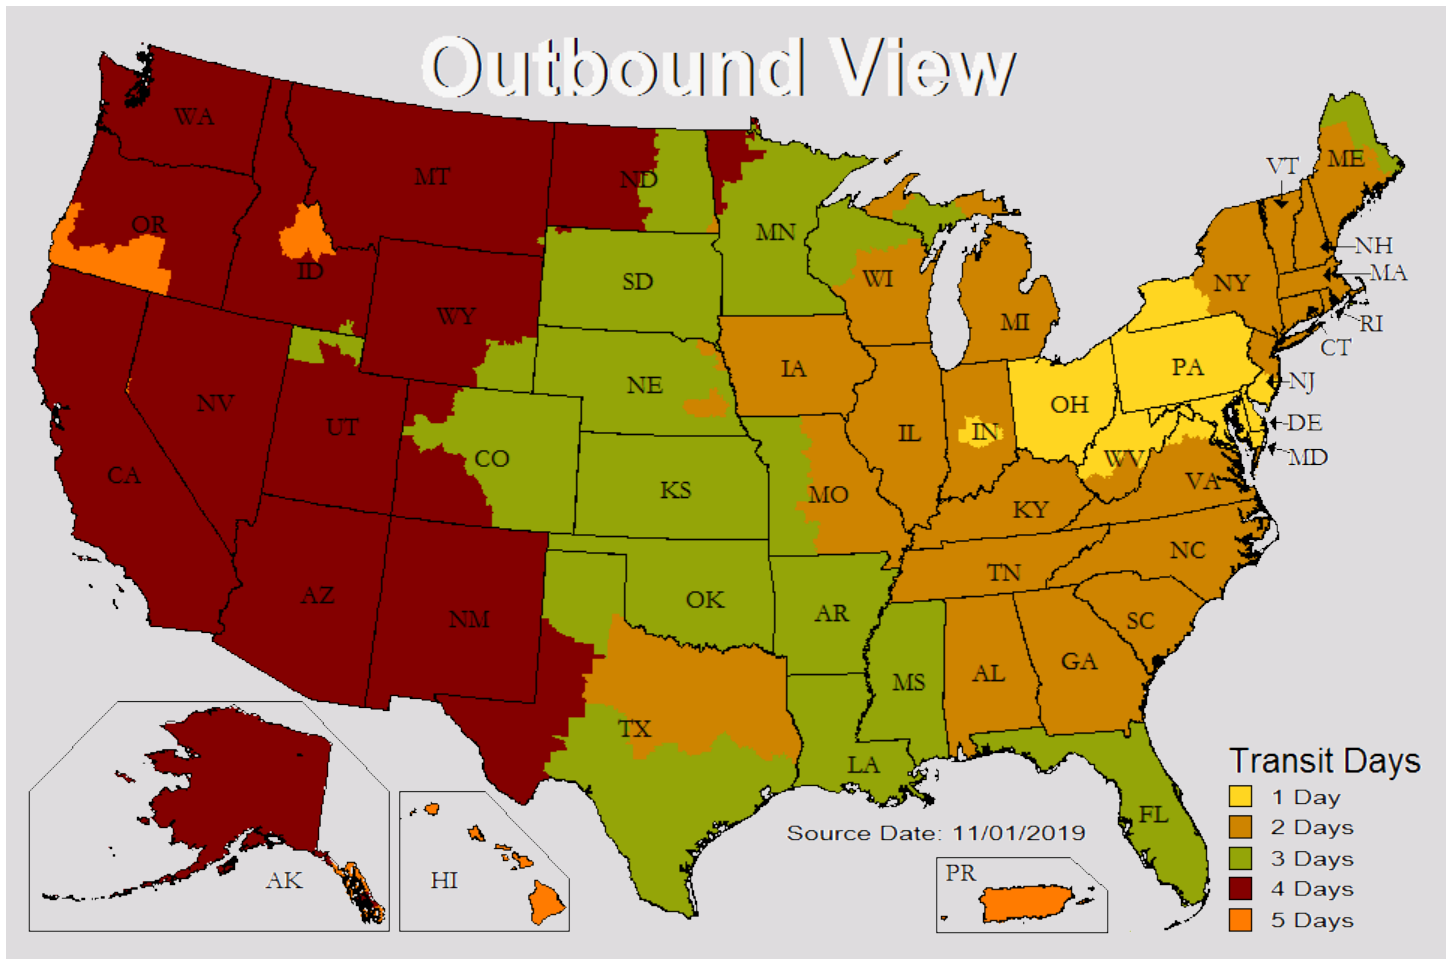 Outbound View
WA
MT
ND
ME
VT
OR
MN
NH
ID
SD
WI
NY
MA
WY
MI
RI
CT
IA
PA
NE
NJ
NV
OH
UT
IL
IN
DE
CO
WV
MD
CA
KS
MO
VA
KY
NC
TN
AZ
OK
AR
NM
SC
GA
MS
AL
TX
LA
Transit Days
1 Day
FL
2 Days
Source Date: 11/01/2019
3 Days
PR
AK
HI
4 Days
5 Days